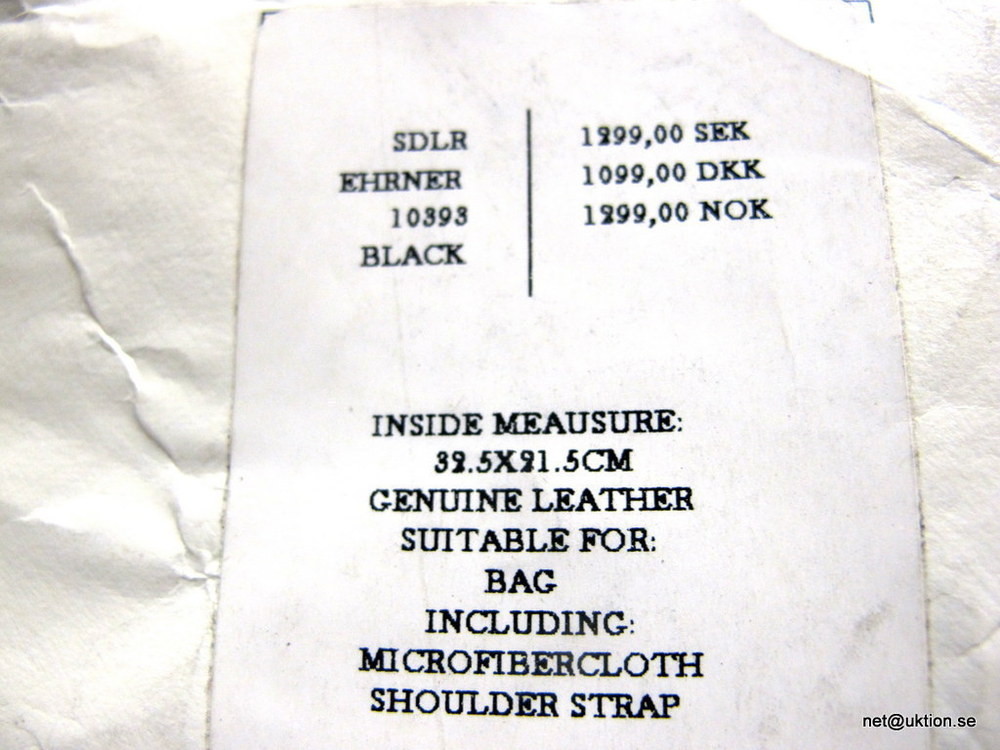 SDLR
EHRNER
10393
BLACK
1299,00 SEK
1099,00 DKK
1299,00 NOK
INSIDE MEAUSURE:
32.5X21.5CM
GENUINE LEATHER
SUITABLE FOR:
BAG
INCLUDING:
MICROFIBERCLOTH
SHOULDER STRAP
net@uktion.se